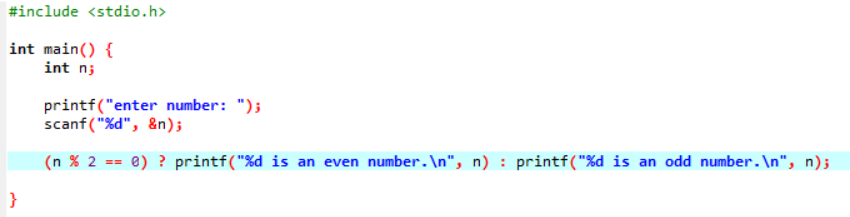 #include <stdio.h>
int main() {
int n;
printf("enter number: ");
scanf("%d", &n);
(n % 2 == 0) ? printf("%d is an even number.\n", n) : printf("%d is an odd number.\n", n);
}